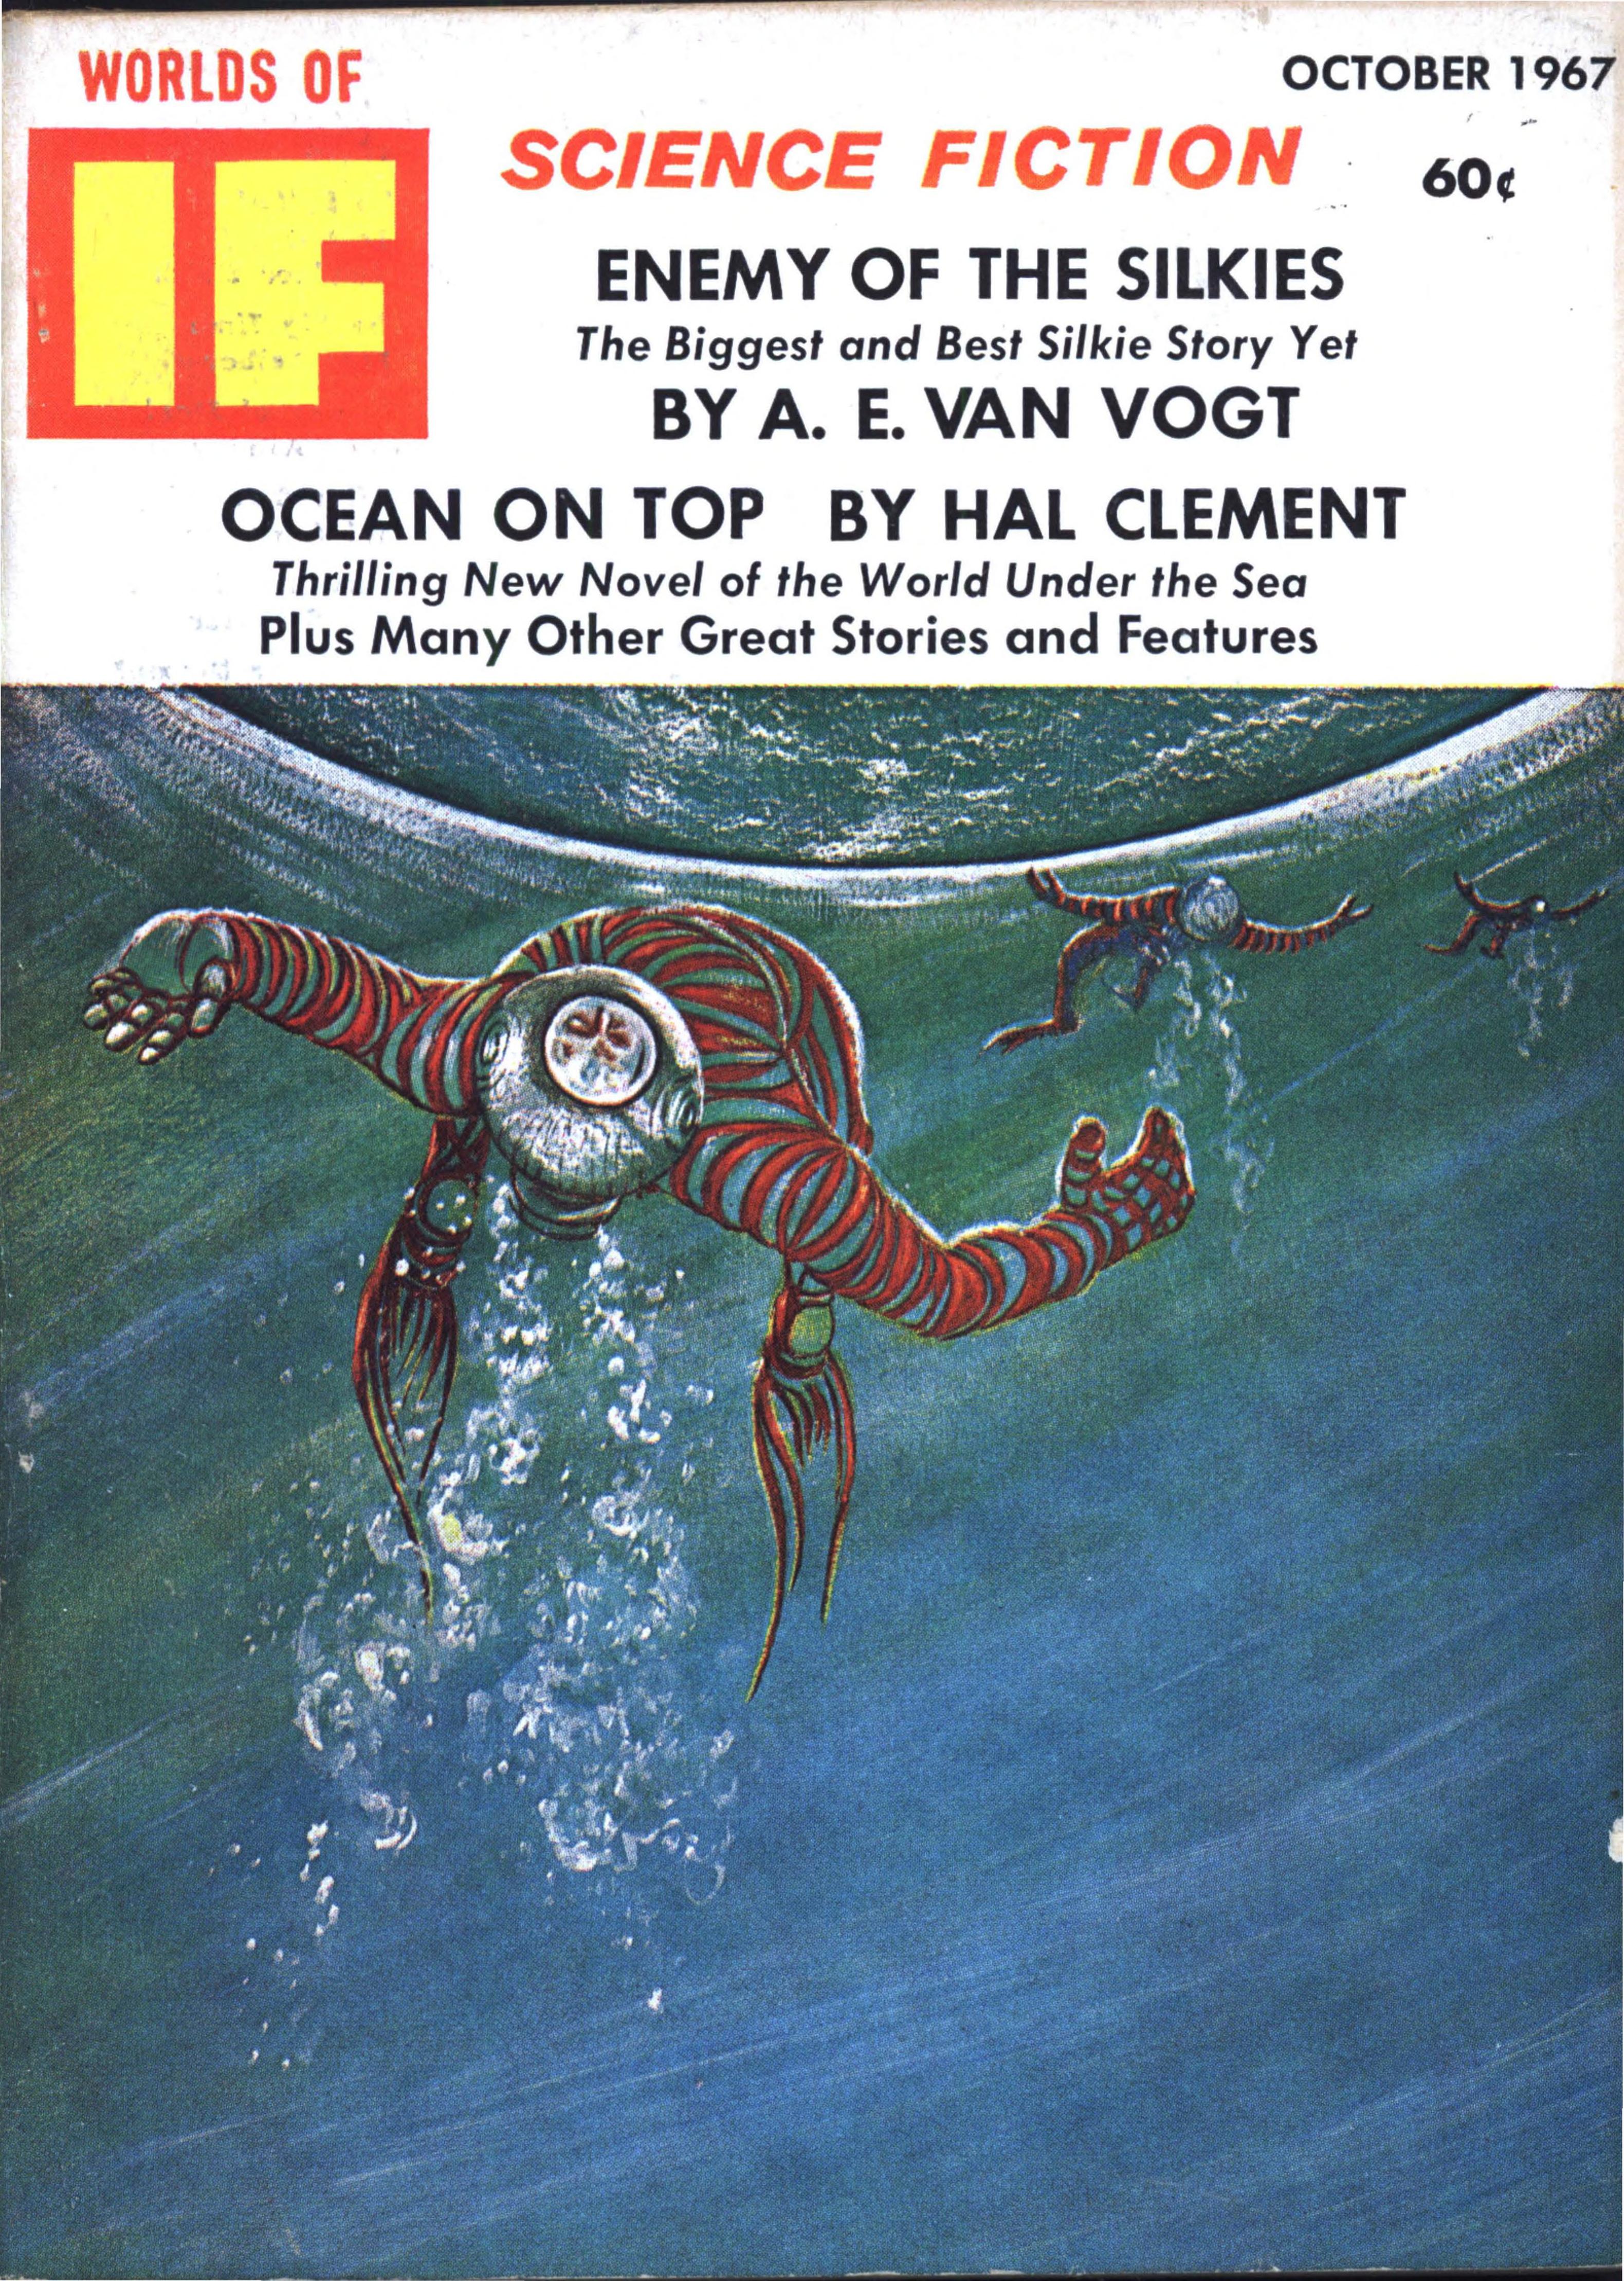 WORLDS OF
IF
OCTOBER 1967
SCIENCE FICTION
60¢
ENEMY OF THE SILKIES
The Biggest and Best Silkie Story Yet
BY A. E. VAN VOGT
OCEAN ON TOP BY HAL CLEMENT
Thrilling New Novel of the World Under the Sea
Plus Many Other Great Stories and Features